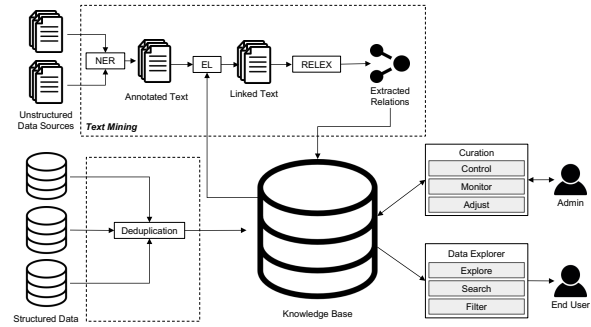 NER
EL
RELEX
Annotated Text
Linked Text
Extracted
Relations
Unstructured
Data Sources
Text Mining
Curation
Control
Monitor
Adjust
Admin
Deduplication
Data Explorer
Explore
Search
Filter
Structured Data
Knowledge Base
End User